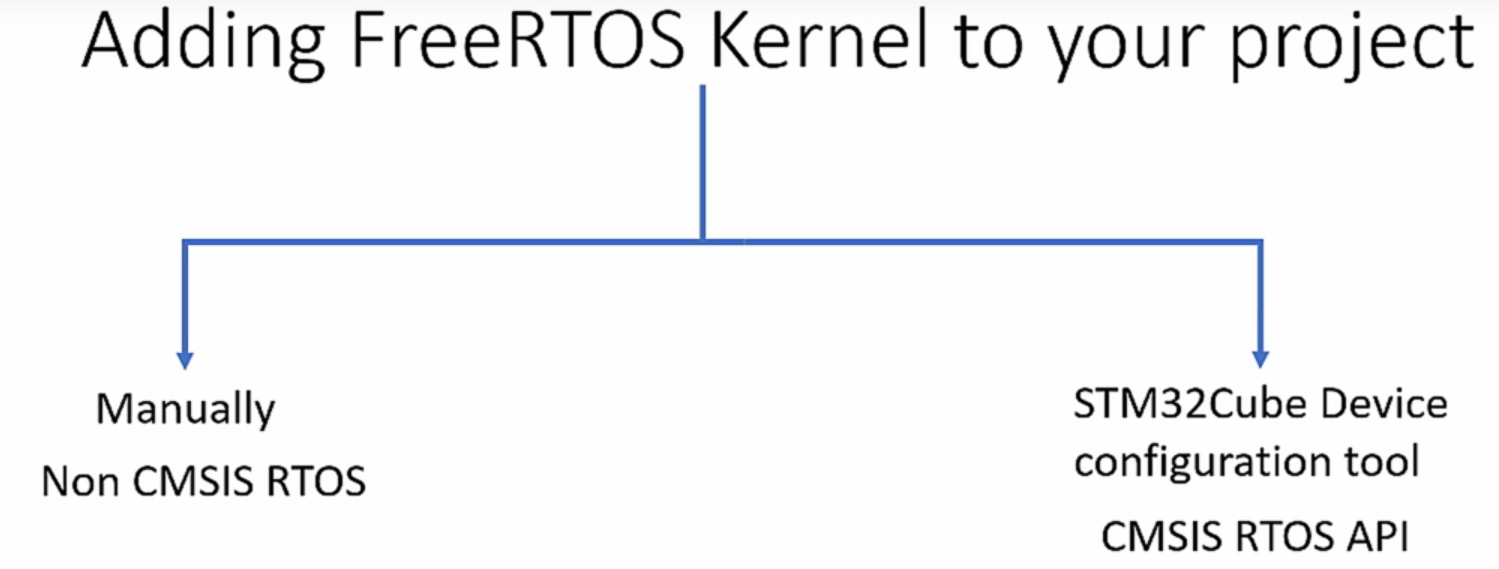 Adding FreeRTOS Kernel to your project
Manually
Non CMSIS RTOS
STM32Cube Device
configuration tool
CMSIS RTOS API